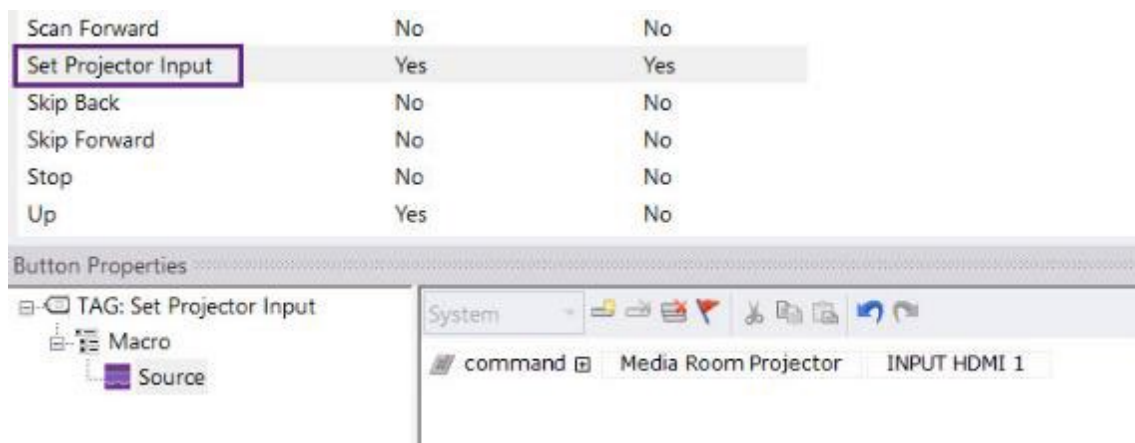 Scan Forward No No
Set Projector Input Yes Yes
Skip Back No No
Skip Forward No No
Stop No No
Up Yes No
Button Properties
TAG: Set Projector Input
Macro
Source
System
command Media Room Projector INPUT HDMI 1